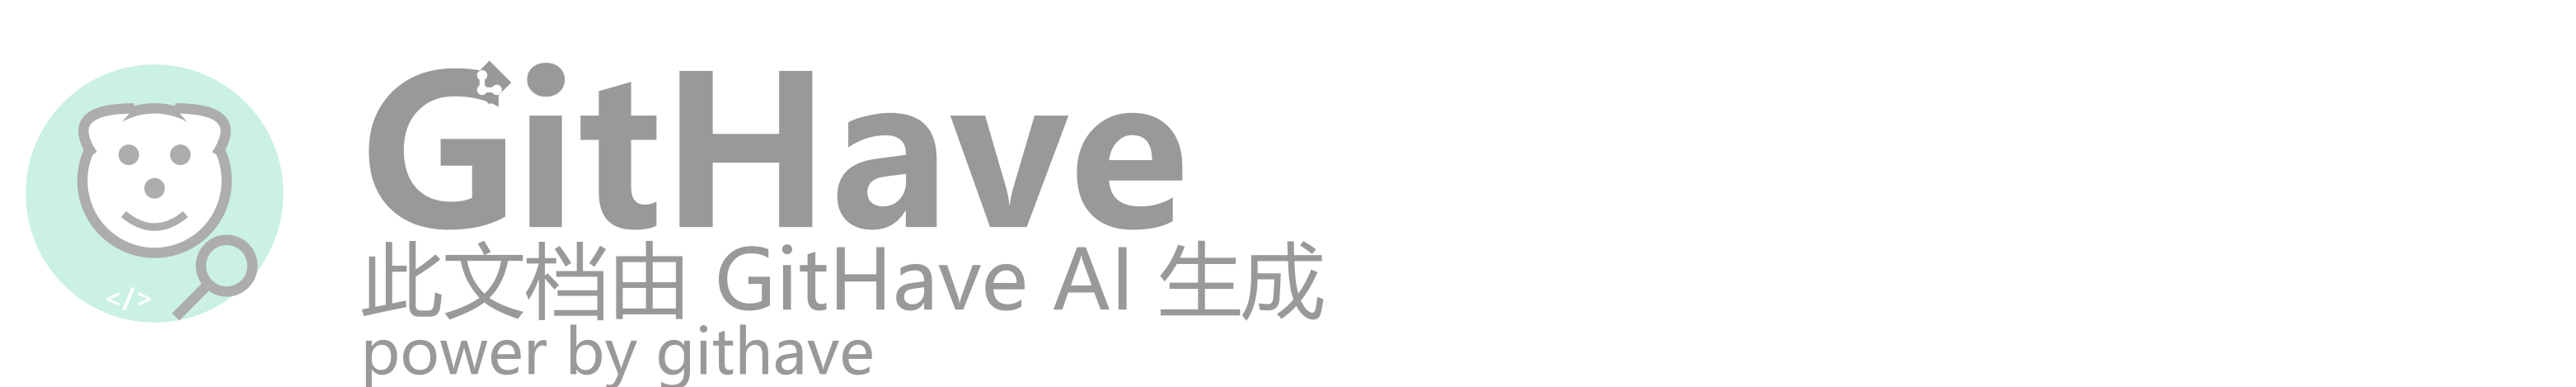 GitHave
此文档由 GitHave AI 生成
power by githave
</>